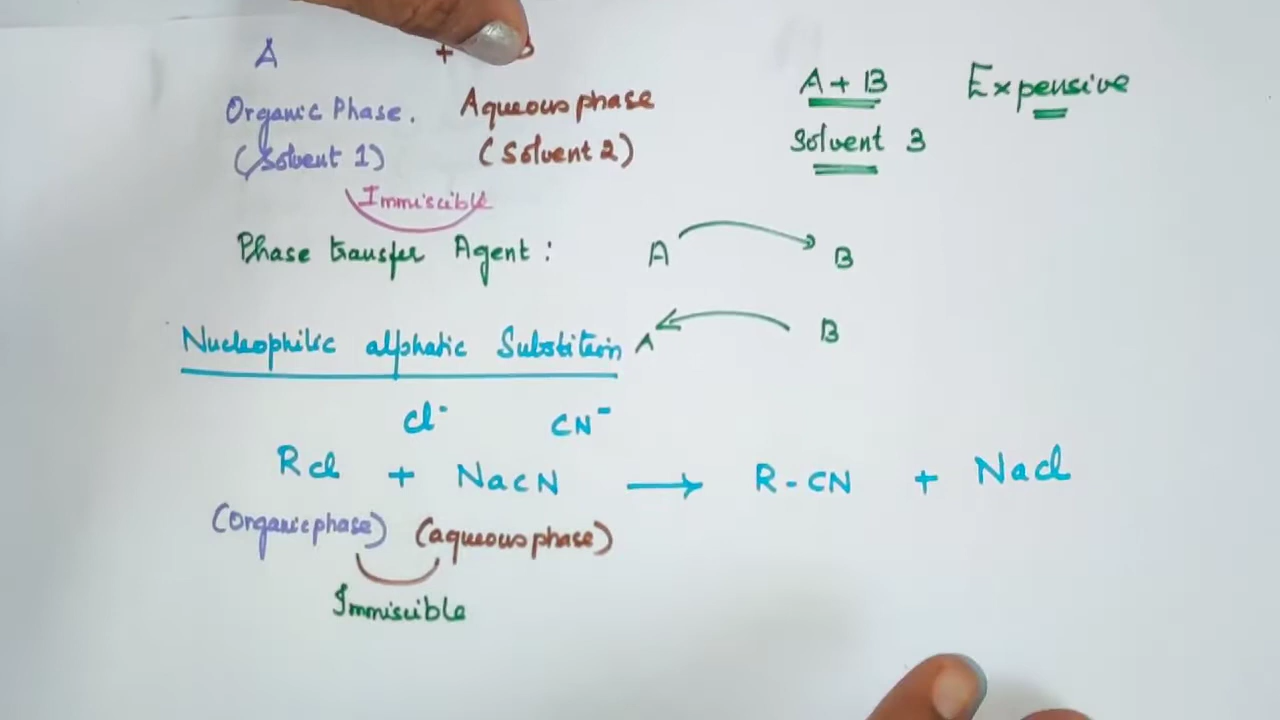 A +
A + B Expensive
Organic Phase. Aqueous phase
(Solvent 1) (Solvent 2)
Solvent 3
Immiscible
Phase transfer Agent : A B
A B
Nucleophilic aliphatic Substitution
Cl- CN-
RCl + NaCN → R-CN + NaCl
(Organic phase) (aqueous phase)
Immiscible